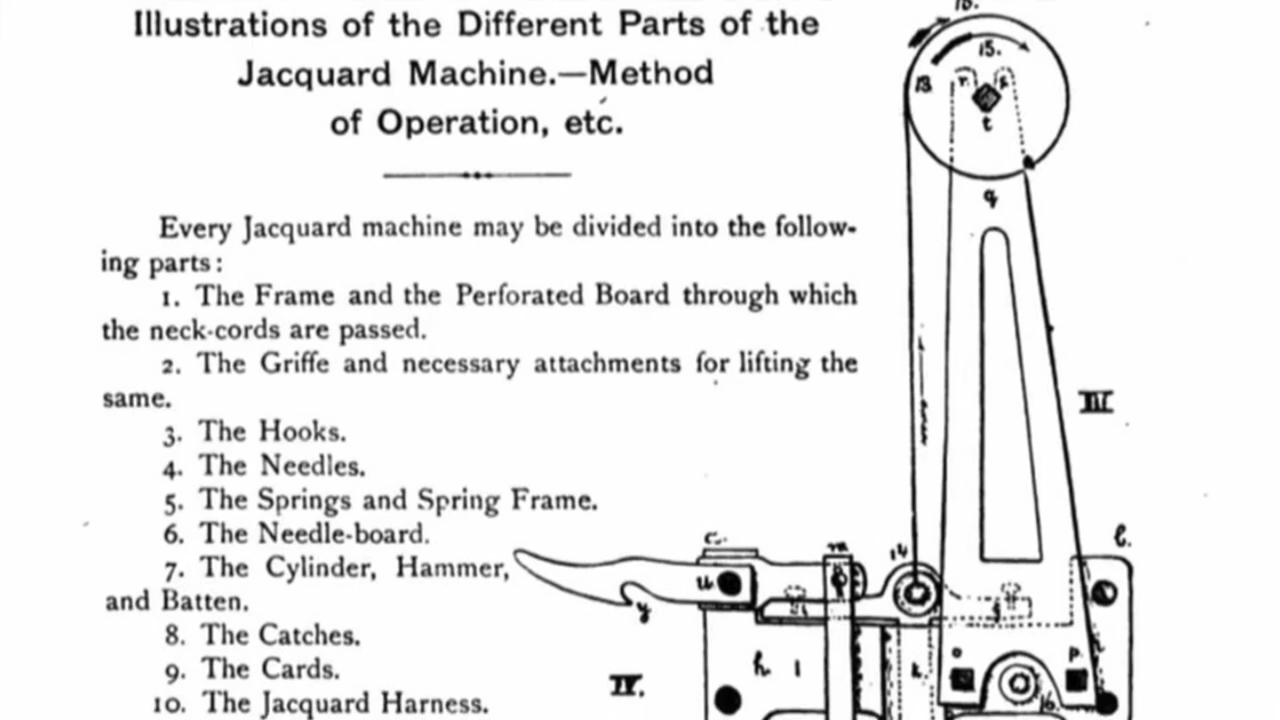 Illustrations of the Different Parts of the
Jacquard Machine.—Method
of Operation, etc.
Every Jacquard machine may be divided into the follow-
ing parts:
1. The Frame and the Perforated Board through which
the neck-cords are passed.
2. The Griffe and necessary attachments for lifting the
same.
3. The Hooks.
4. The Needles.
5. The Springs and Spring Frame.
6. The Needle-board.
7. The Cylinder, Hammer,
and Batten.
8. The Catches.
9. The Cards.
10. The Jacquard Harness.
15.
13
r
s
t
q
III
l.
c.
m
14
u
y
i
j
h
l
k.
o
p.
16.
IV.